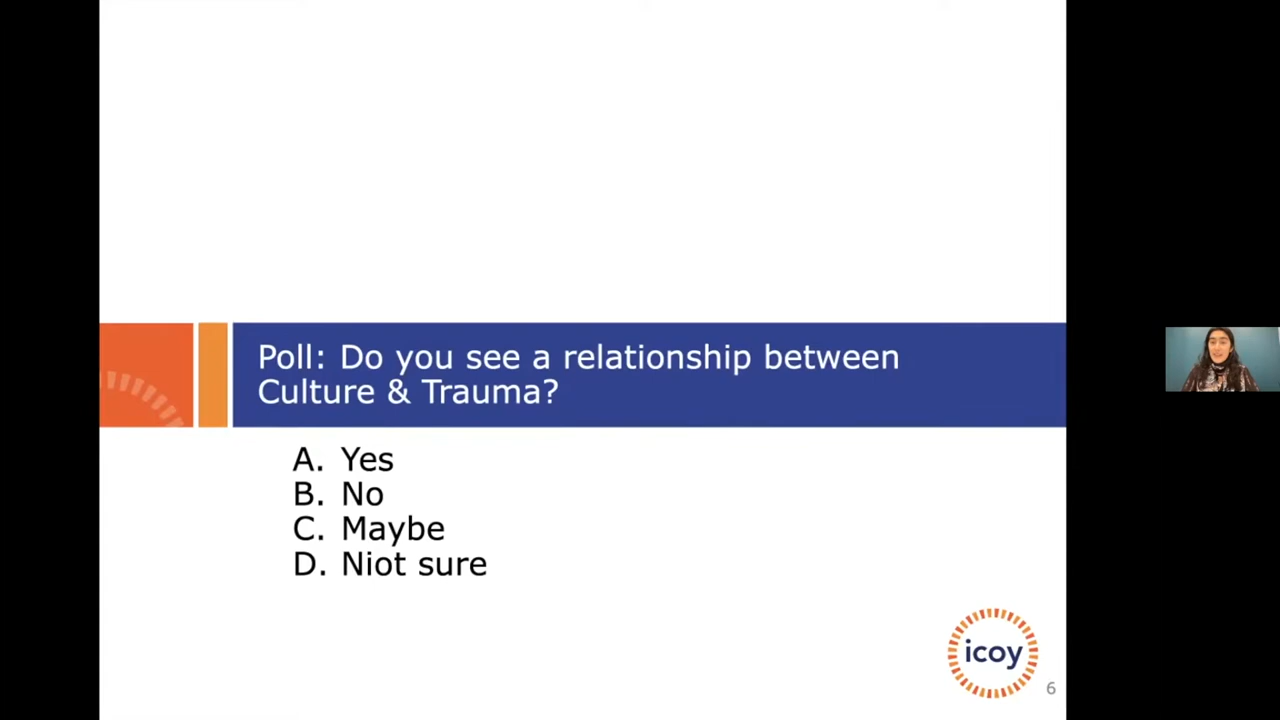 Poll: Do you see a relationship between
Culture & Trauma?
A. Yes
B. No
C. Maybe
D. Niot sure
icoy
6